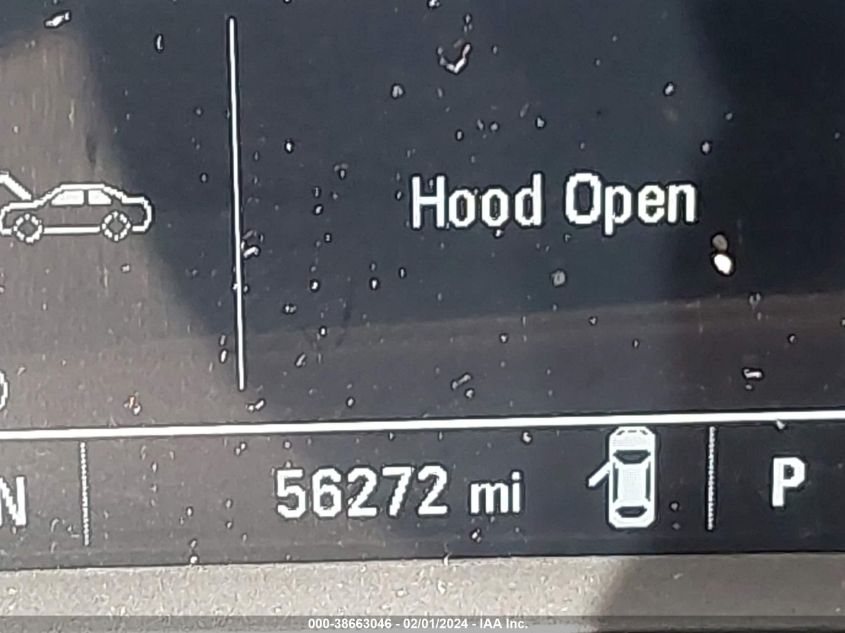 Hood Open
N
56272 mi
P
000-38663046 - 02/01/2024 - IAA Inc.